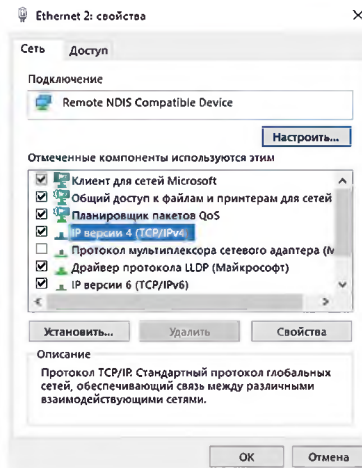 Ethernet 2: свойства
Сеть Доступ
Подключение
Remote NDIS Compatible Device
Настроить...
Отмеченные компоненты используются этим
Клиент для сетей Microsoft
Общий доступ к файлам и принтерам для сетей
Планировщик пакетов QoS
IP версии 4 (TCP/IPv4
Протокол мультиплексора сетевого адаптера (М
Драйвер протокола LLDP (Майкрософт)
IP версии 6 (TCP/IPv6)
Установить... Удалить Свойства
Описание
Протокол TCP/IP. Стандартный протокол глобальных
сетей, обеспечивающий связь между различными
взаимодействующими сетями.
ОК Отмена